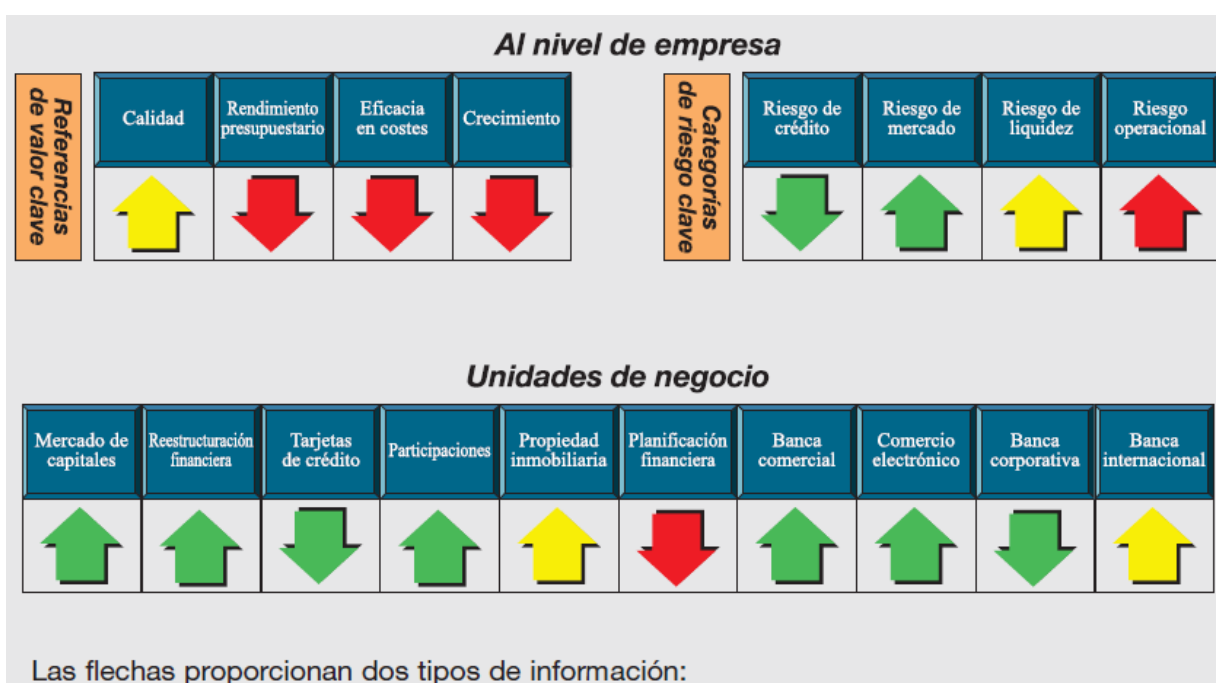 Al nivel de empresa
Referencias
de valor clave
Calidad
Rendimiento
presupuestario
Eficacia
en costes
Crecimiento
Categorías
de riesgo clave
Riesgo de
crédito
Riesgo de
mercado
Riesgo de
liquidez
Riesgo
operacional
Unidades de negocio
Mercado de
capitales
Reestructuración
financiera
Tarjetas
de crédito
Participaciones
Propiedad
inmobiliaria
Planificación
financiera
Banca
comercial
Comercio
electrónico
Banca
corporativa
Banca
internacional
Las flechas proporcionan dos tipos de información: